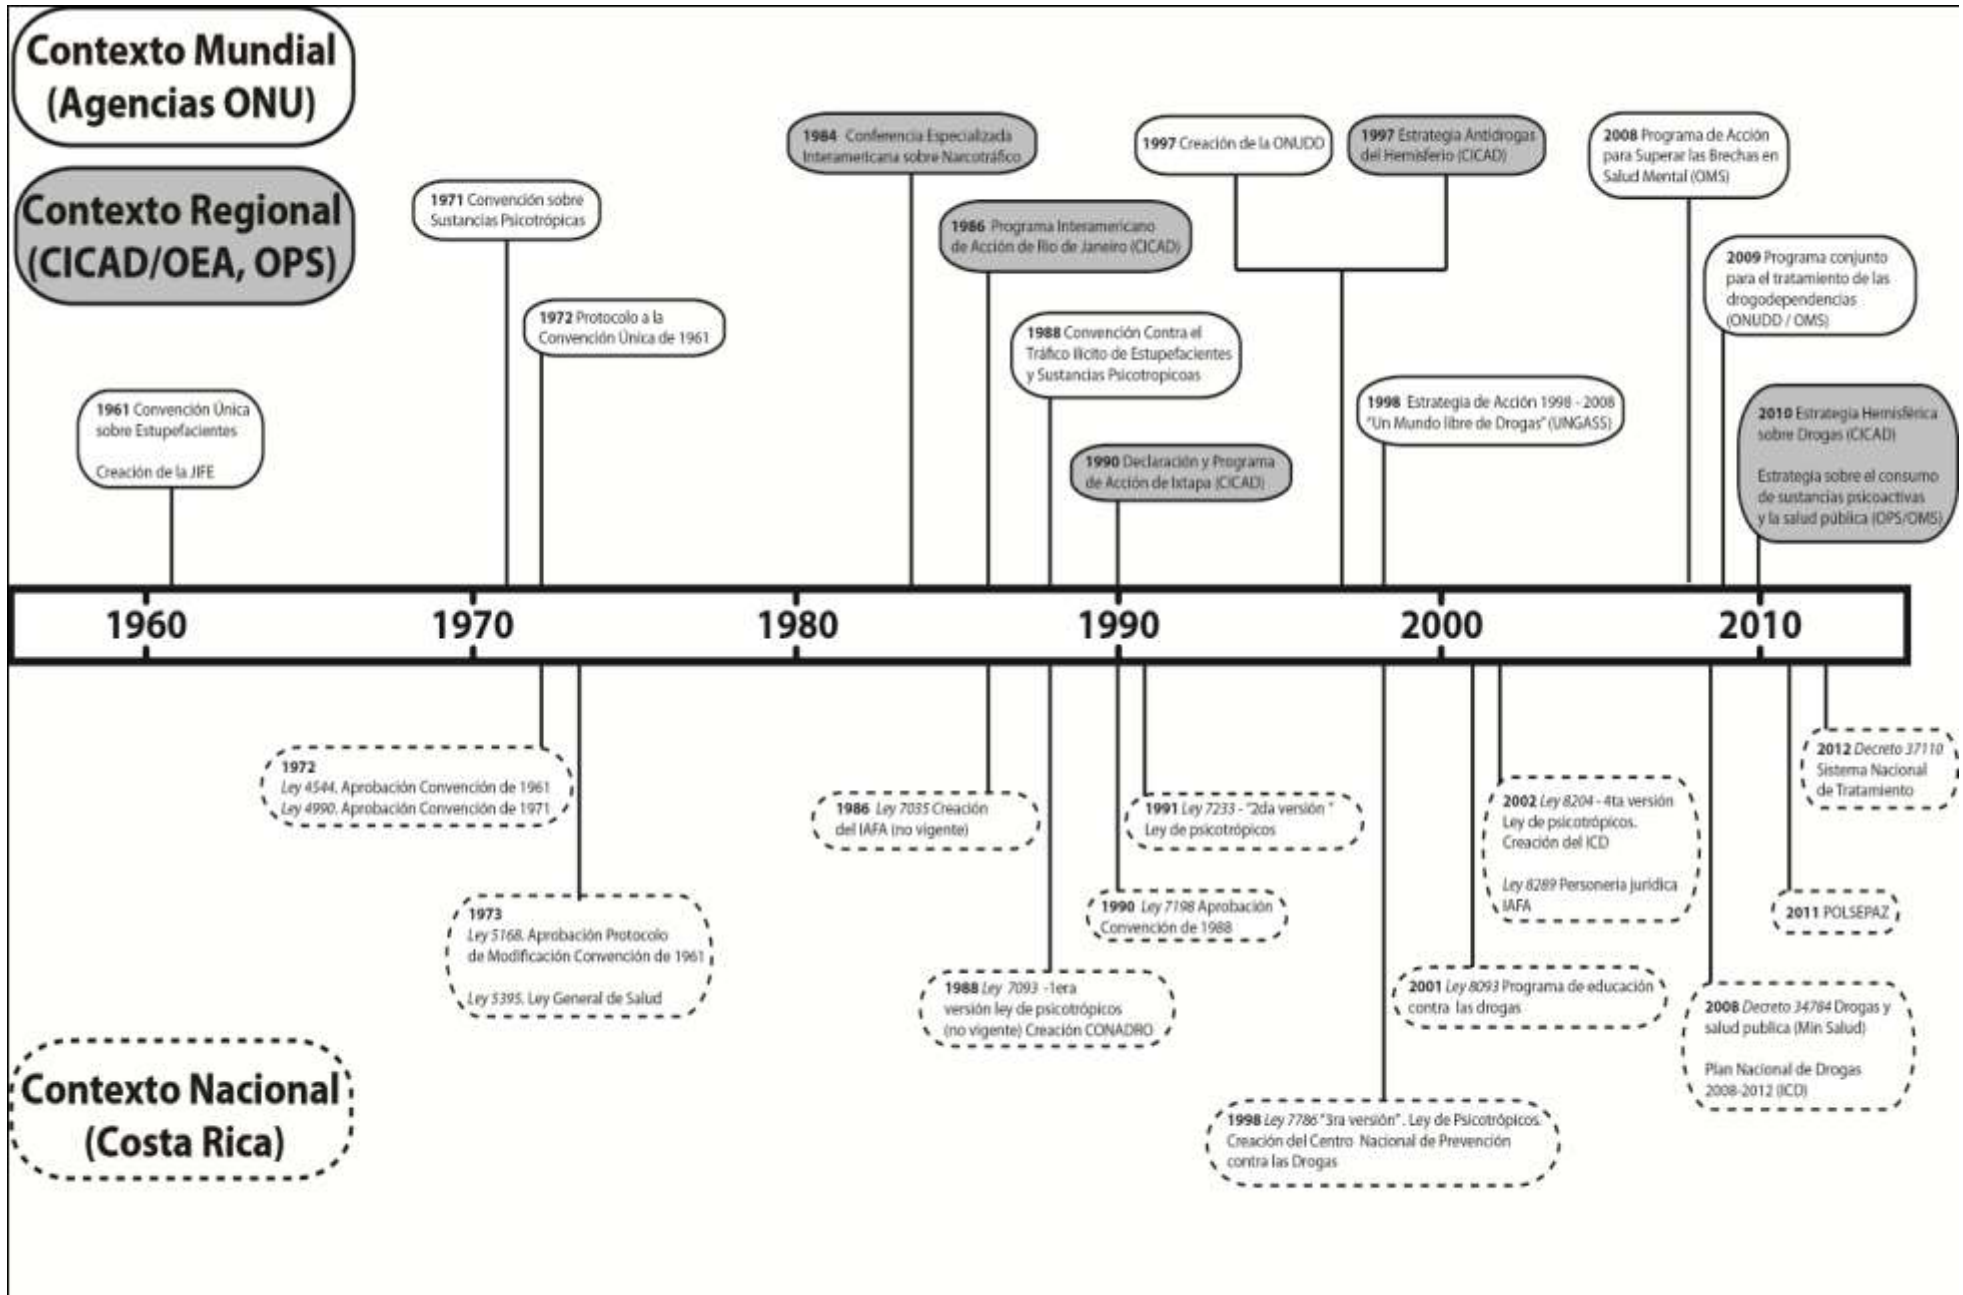 Contexto Mundial
(Agencias ONU)
Contexto Regional
(CICAD/OEA, OPS)
1961 Convención Única
sobre Estupefacientes
Creación de la JIFE
1971 Convención sobre
Sustancias Psicotrópicas
1972 Protocolo a la
Convención Única de 1961
1984 Conferencia Especializada
Interamericana sobre Narcotráfico
1986 Programa Interamericano
de Acción de Rio de Janeiro (CICAD)
1988 Convención Contra el
Tráfico ilícito de Estupefacientes
y Sustancias Psicotropicoas
1990 Declaración y Programa
de Acción de Ixtapa (CICAD)
1997 Creación de la ONUDD
1997 Estrategia Antidrogas
del Hemisferio (CICAD)
1998 Estrategia de Acción 1998 - 2008
"Un Mundo libre de Drogas" (UNGASS)
2008 Programa de Acción
para Superar las Brechas en
Salud Mental (OMS)
2009 Programa conjunto
para el tratamiento de las
drogodependencias
(ONUDD / OMS)
2010 Estrategia Hemisférica
sobre Drogas (CICAD)
Estrategia sobre el consumo
de sustancias psicoactivas
y la salud pública (OPS/OMS)
1960 1970 1980 1990 2000 2010
1972
Ley 4544. Aprobación Convención de 1961
Ley 4990. Aprobación Convención de 1971
1973
Ley 5168. Aprobación Protocolo
de Modificación Convención de 1961
Ley 5395. Ley General de Salud
1986 Ley 7035 Creación
del IAFA (no vigente)
1988 Ley 7093 -1era
versión ley de psicotrópicos
(no vigente) Creación CONADRO
1990 Ley 7198 Aprobación
Convención de 1988
1991 Ley 7233 - "2da versión "
Ley de psicotrópicos
1998 Ley 7786 "3ra versión" . Ley de Psicotrópicos.
Creación del Centro Nacional de Prevención
contra las Drogas
2001 Ley 8093 Programa de educación
contra las drogas
2002 Ley 8204 - 4ta versión
Ley de psicotrópicos.
Creación del ICD
Ley 8289 Personeria jurídica
IAFA
2008 Decreto 34784 Drogas y
salud publica (Min Salud)
Plan Nacional de Drogas
2008-2012 (ICD)
2011 POLSEPAZ
2012 Decreto 37110
Sistema Nacional
de Tratamiento
Contexto Nacional
(Costa Rica)